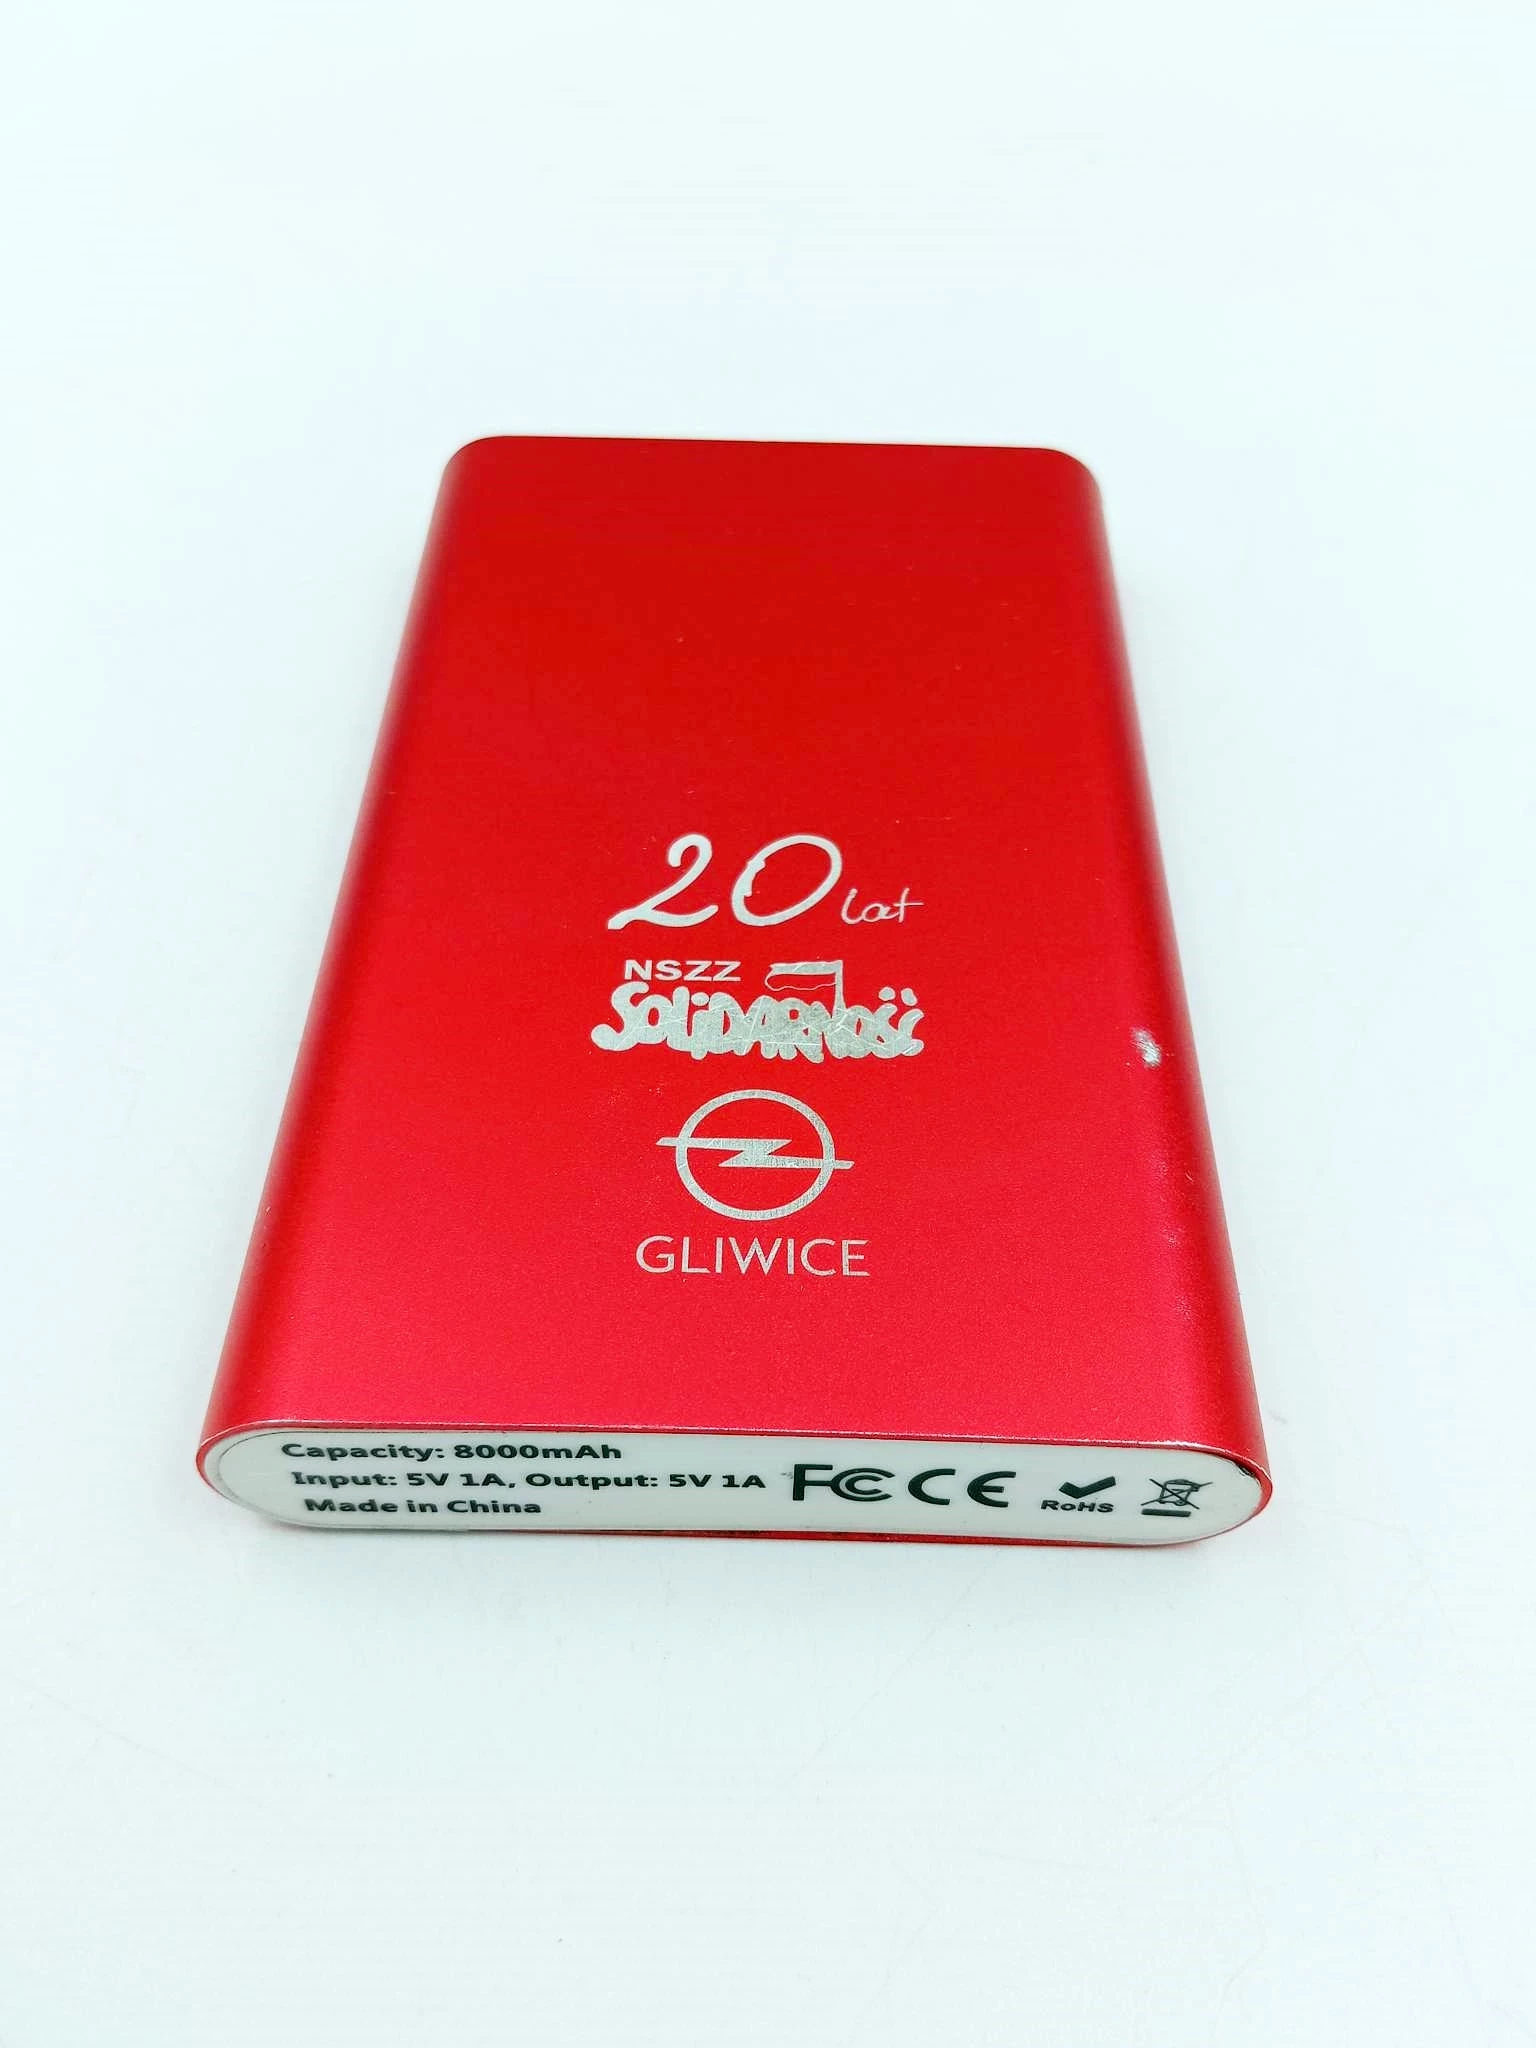 20 lat
NSZZ
SOLiDARNOŚĆ
GLIWICE
Capacity: 8000mAh
Input: 5V 1A, Output: 5V 1A
Made in China
FC CE
RoHS